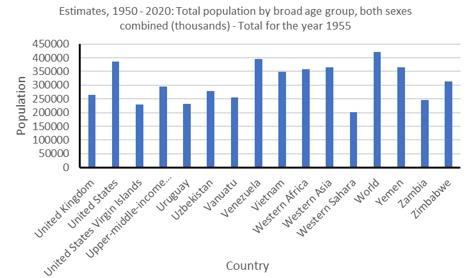 Estimates, 1950 - 2020: Total population by broad age group, both sexes
combined (thousands) - Total for the year 1955
450000
400000
350000
300000
250000
200000
150000
100000
50000
0
Population
United Kingdom
United States
United States Virgin Islands
Upper-middle-income...
Uruguay
Uzbekistan
Vanuatu
Venezuela
Vietnam
Western Africa
Western Asia
Western Sahara
World
Yemen
Zambia
Zimbabwe
Country